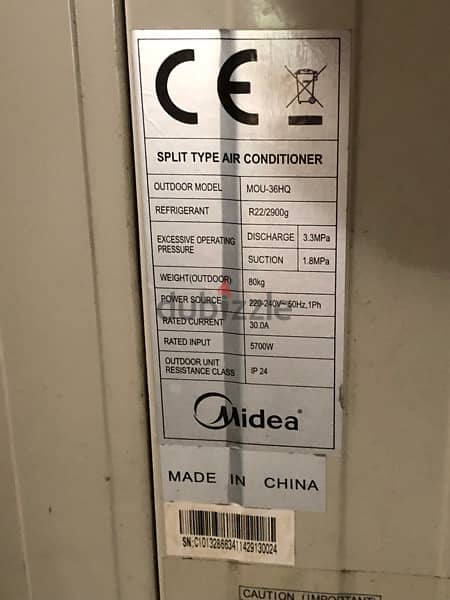 CE
SPLIT TYPE AIR CONDITIONER
OUTDOOR MODEL MOU-36HQ
REFRIGERANT R22/2900g
EXCESSIVE OPERATING PRESSURE DISCHARGE 3.3MPa
SUCTION 1.8MPa
WEIGHT(OUTDOOR) 80kg
POWER SOURCE 220-240V~ 50Hz,1Ph
dubizzle
RATED CURRENT 30.0A
RATED INPUT 5700W
OUTDOOR UNIT RESISTANCE CLASS IP 24
Midea
MADE IN CHINA
SN:C101328663411429130024
CAUTION (IMPORTANT)